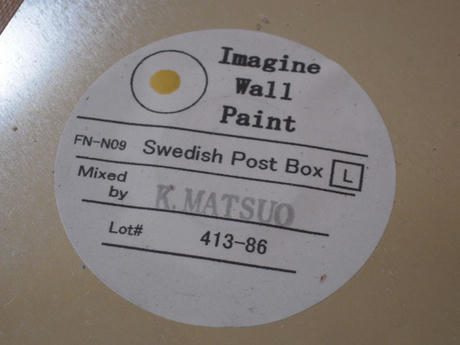 Imagine
Wall
Paint
FN-N09 Swedish Post Box L
Mixed
by K. MATSUO
Lot# 413-86